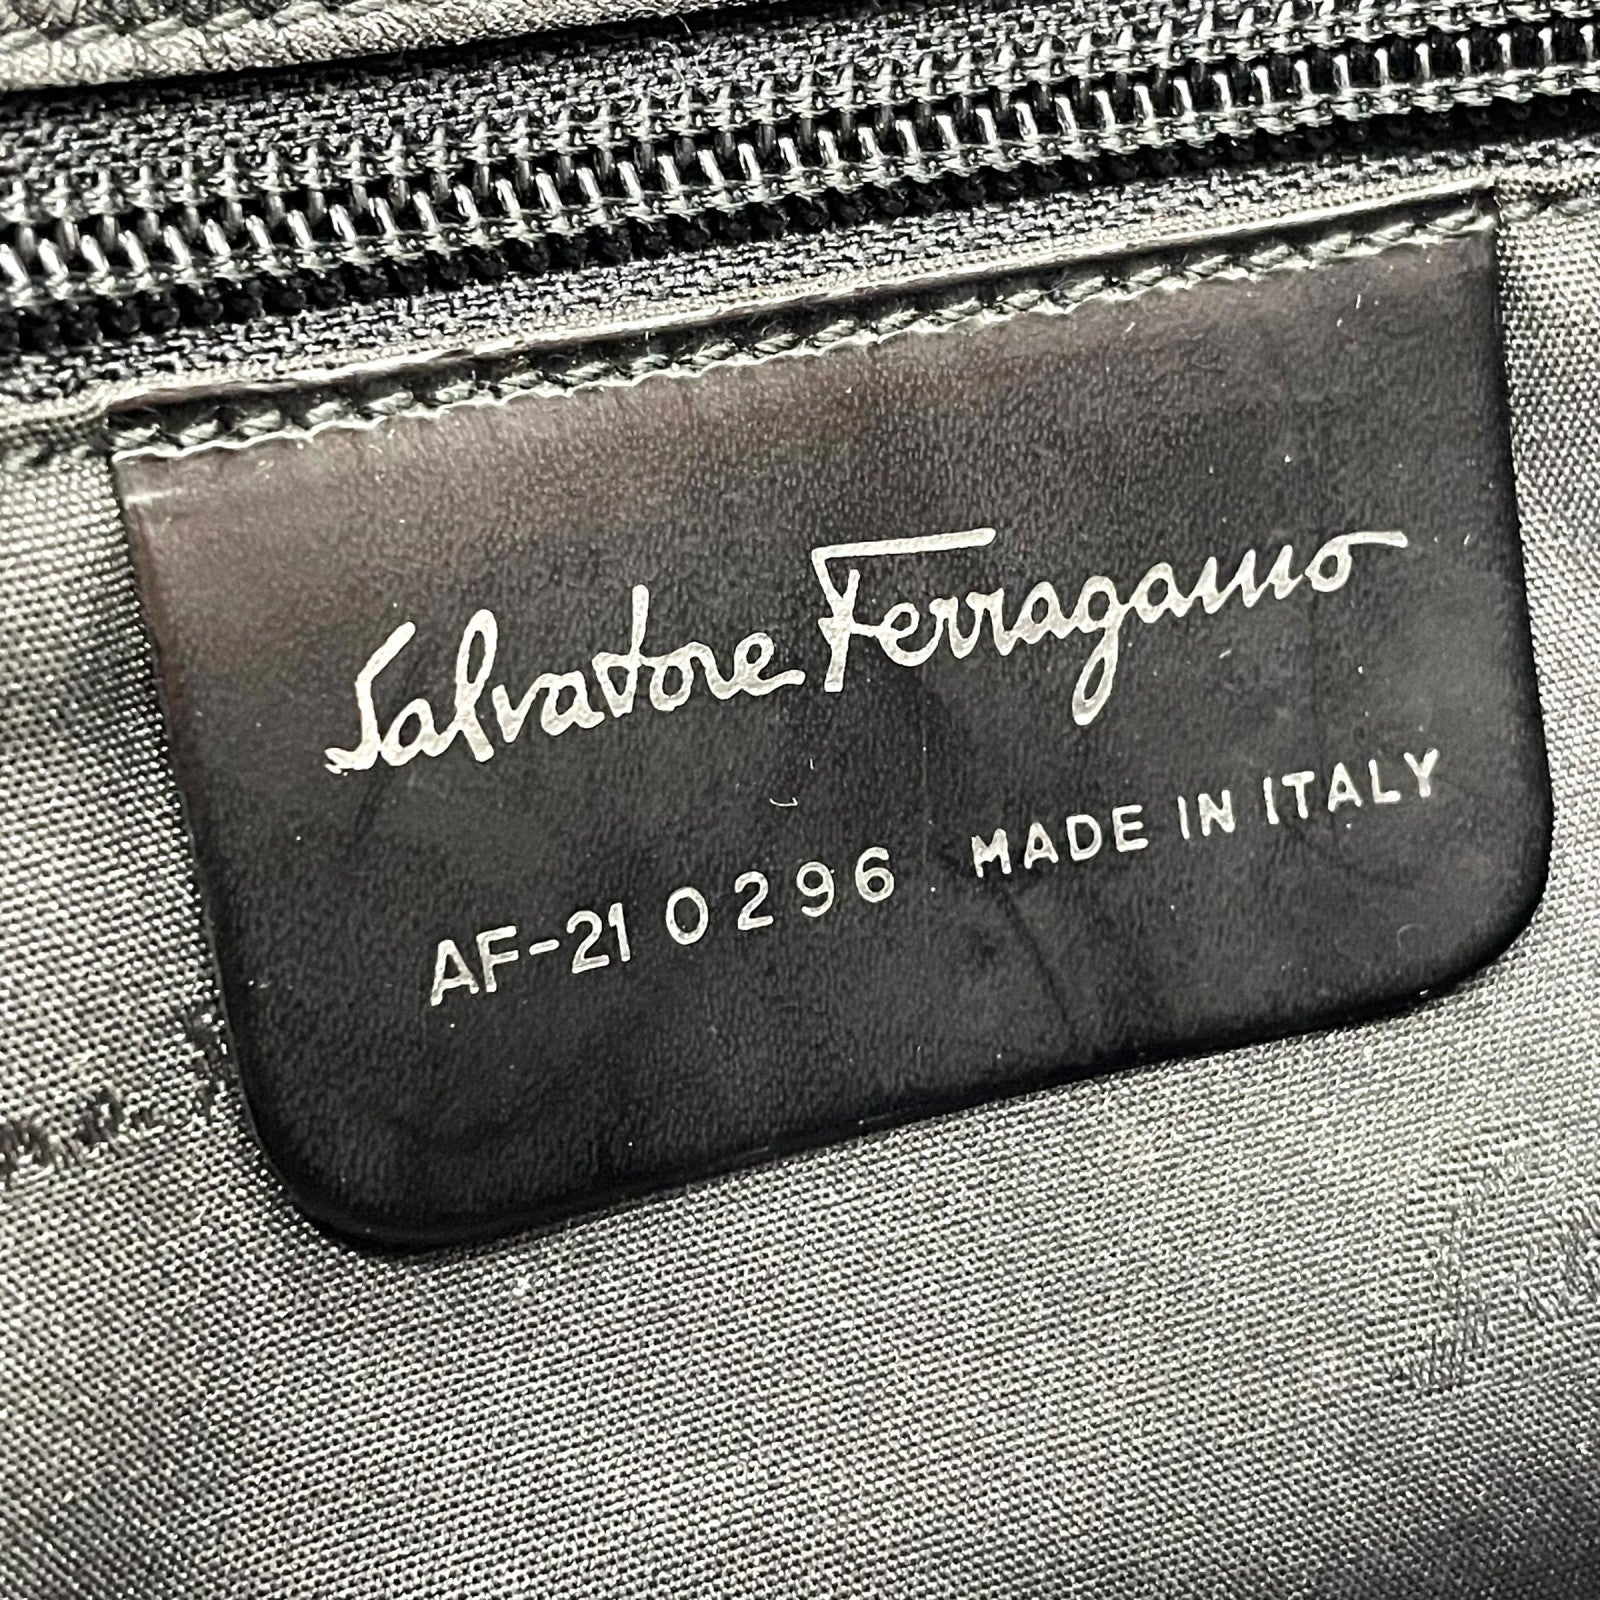 Salvatore Ferragamo
AF-21 0296 MADE IN ITALY